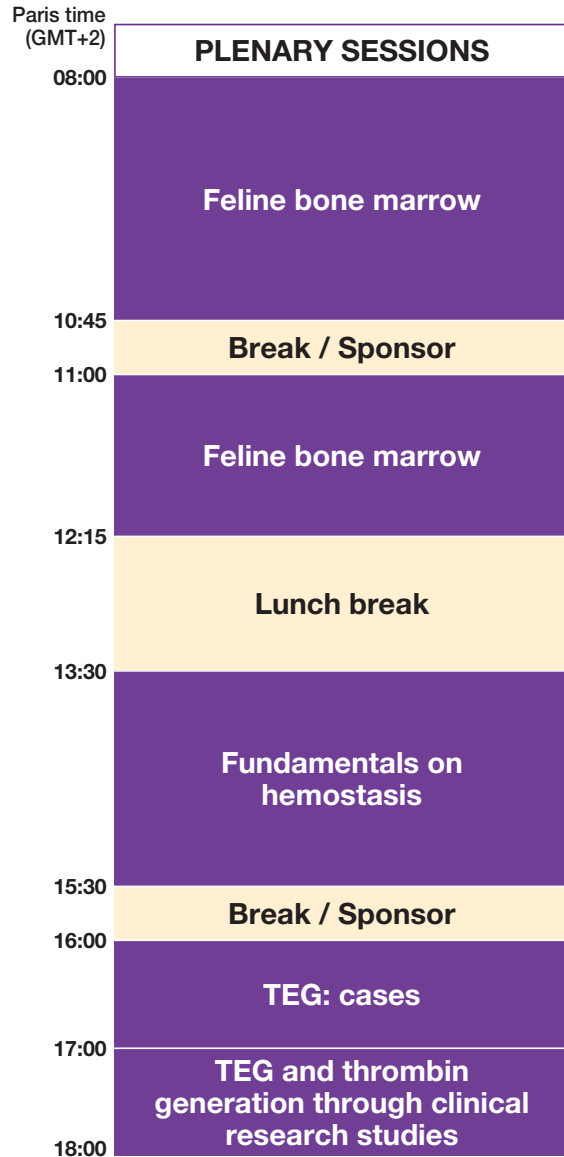 Paris time
(GMT+2)
PLENARY SESSIONS
08:00
Feline bone marrow
10:45
Break / Sponsor
11:00
Feline bone marrow
12:15
Lunch break
13:30
Fundamentals on
hemostasis
15:30
Break / Sponsor
16:00
TEG: cases
17:00
TEG and thrombin
generation through clinical
research studies
18:00